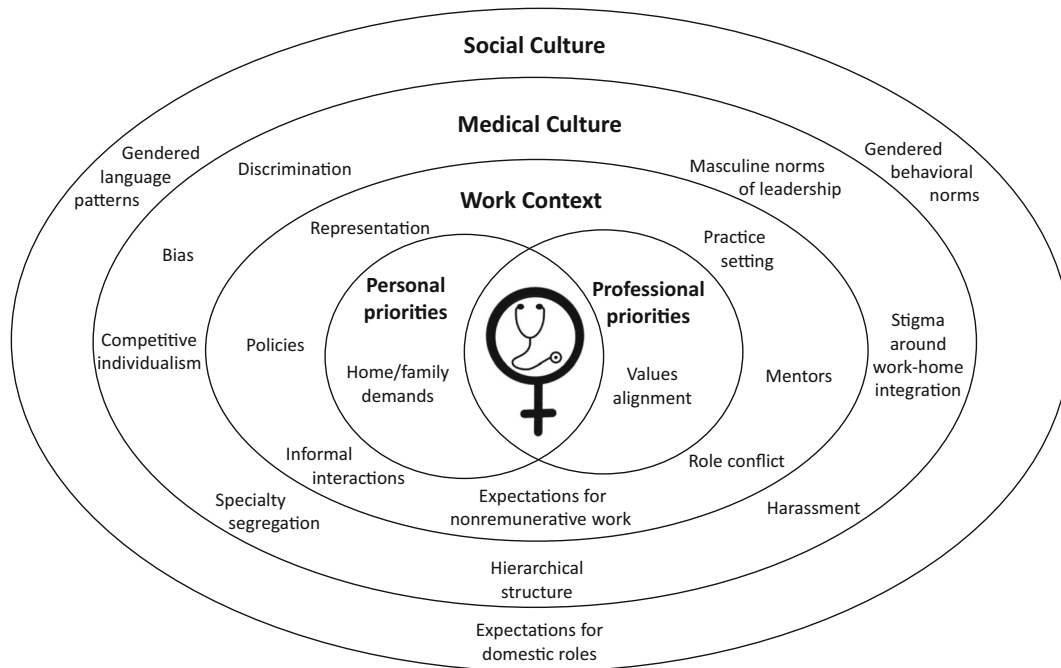 Social Culture
Medical Culture
Gendered
language
patterns
Discrimination
Masculine norms
of leadership
Gendered
behavioral
norms
Work Context
Representation
Practice
setting
Bias
Personal
priorities
Professional
priorities
Competitive
individualism
Policies
Home/family
demands
Values
alignment
Mentors
Stigma
around
work-home
integration
Informal
interactions
Role conflict
Specialty
segregation
Expectations for
nonremunerative work
Harassment
Hierarchical
structure
Expectations for
domestic roles